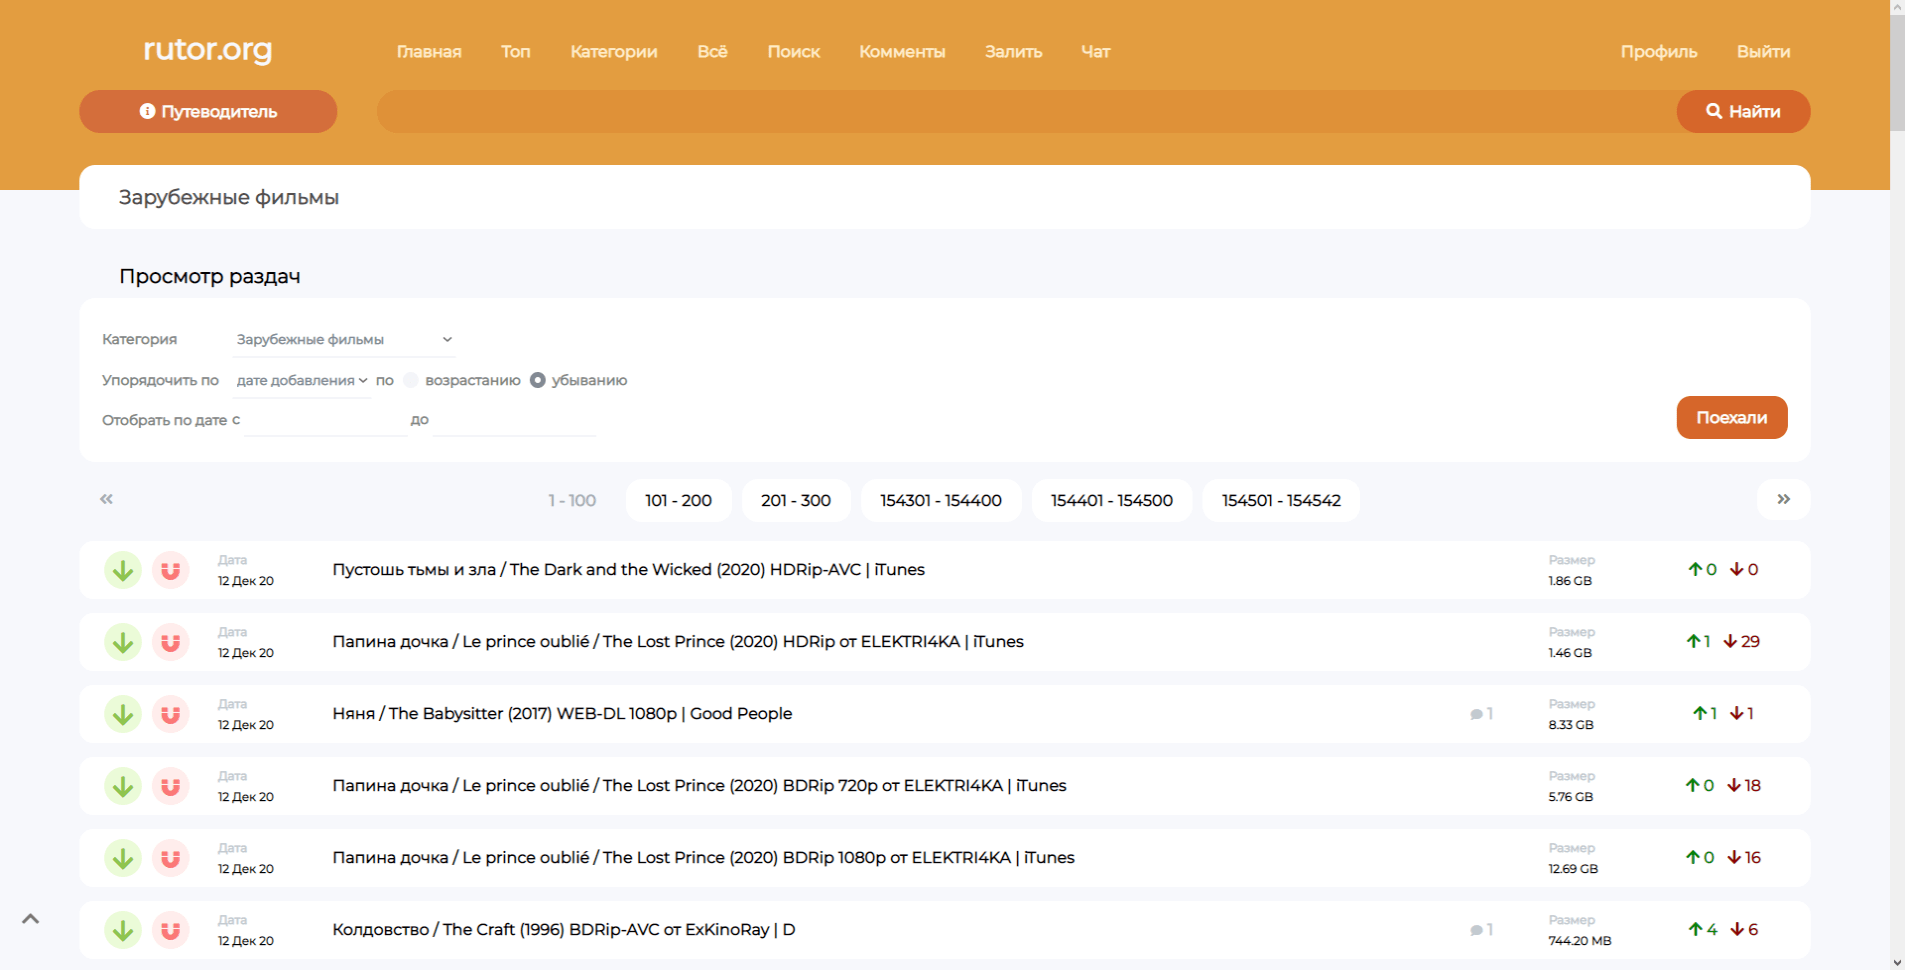 rutor.org Главная Топ Категории Всё Поиск Комменты Залить Чат Профиль Выйти
Путеводитель Найти
Зарубежные фильмы
Просмотр раздач
Категория Зарубежные фильмы
Упорядочить по дате добавления по возрастанию убыванию
Отобрать по дате с до
Поехали
« 1 - 100 101 - 200 201 - 300 154301 - 154400 154401 - 154500 154501 - 154542 »
Дата Размер
12 Дек 20 Пустошь тьмы и зла / The Dark and the Wicked (2020) HDRip-AVC | iTunes 1.86 GB 0 0
Дата Размер
12 Дек 20 Папина дочка / Le prince oublié / The Lost Prince (2020) HDRip от ELEKTRI4KA | iTunes 1.46 GB 1 29
Дата Размер
12 Дек 20 Няня / The Babysitter (2017) WEB-DL 1080p | Good People 1 8.33 GB 1 1
Дата Размер
12 Дек 20 Папина дочка / Le prince oublié / The Lost Prince (2020) BDRip 720p от ELEKTRI4KA | iTunes 5.76 GB 0 18
Дата Размер
12 Дек 20 Папина дочка / Le prince oublié / The Lost Prince (2020) BDRip 1080p от ELEKTRI4KA | iTunes 12.69 GB 0 16
Дата Размер
12 Дек 20 Колдовство / The Craft (1996) BDRip-AVC от ExKinoRay | D 1 744.20 MB 4 6